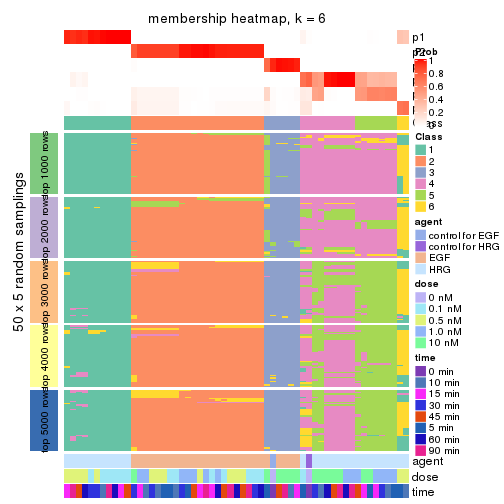 membership heatmap, k = 6
p1
p2
Prob
1
0.8
0.6
0.4
0.2
0
Class
Class
1
2
3
4
5
6
agent
control for EGF
control for HRG
EGF
HRG
dose
0 nM
0.1 nM
0.5 nM
1.0 nM
10 nM
time
0 min
10 min
15 min
30 min
45 min
5 min
60 min
90 min
50 x 5 random samplings
top 1000 rows
top 2000 rows
top 3000 rows
top 4000 rows
top 5000 rows
agent
dose
time